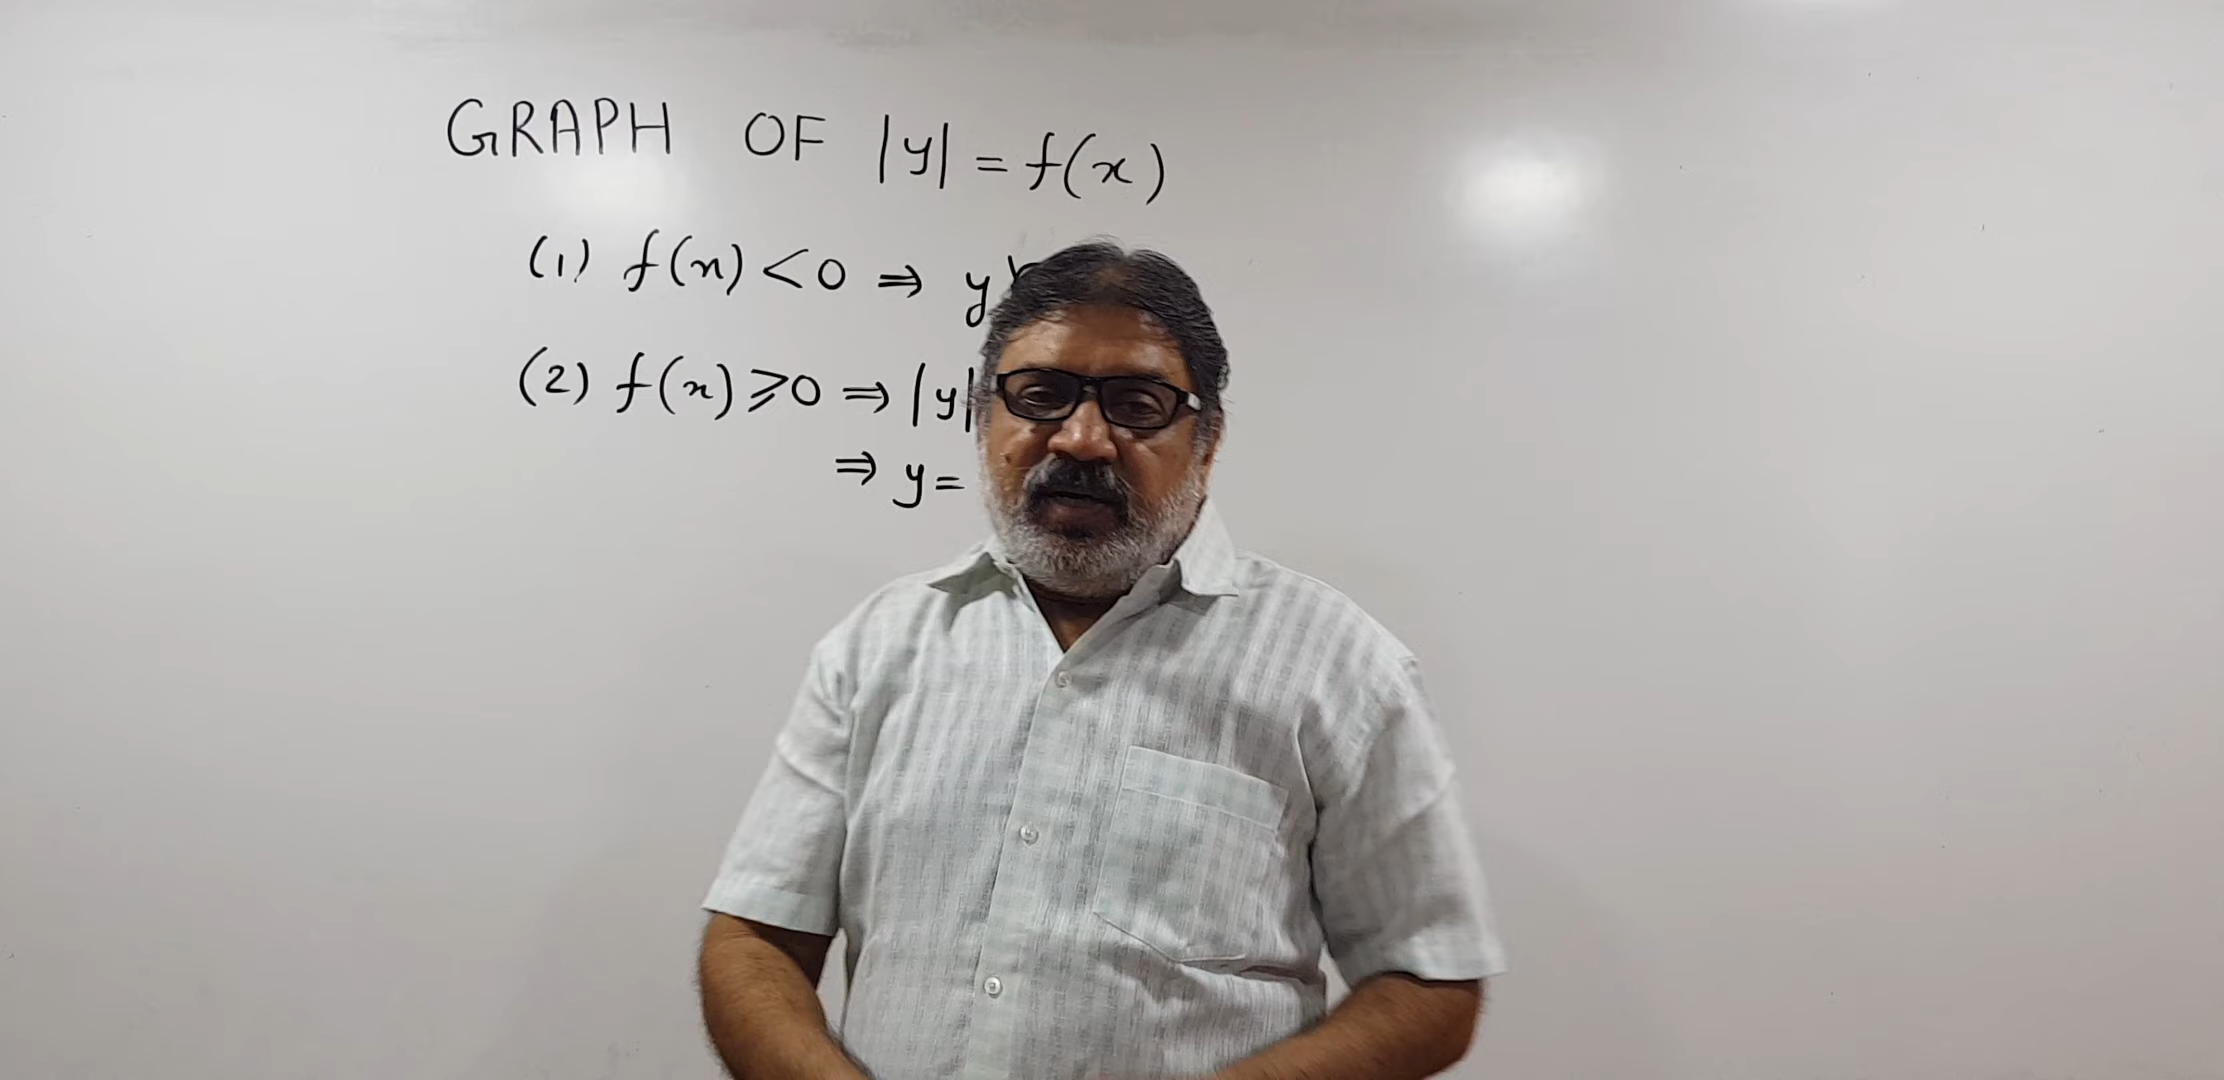 GRAPH OF |y| = f(x)
(1) f(x) < 0 ⇒ y
(2) f(x) ⩾ 0 ⇒ |y|
⇒ y =